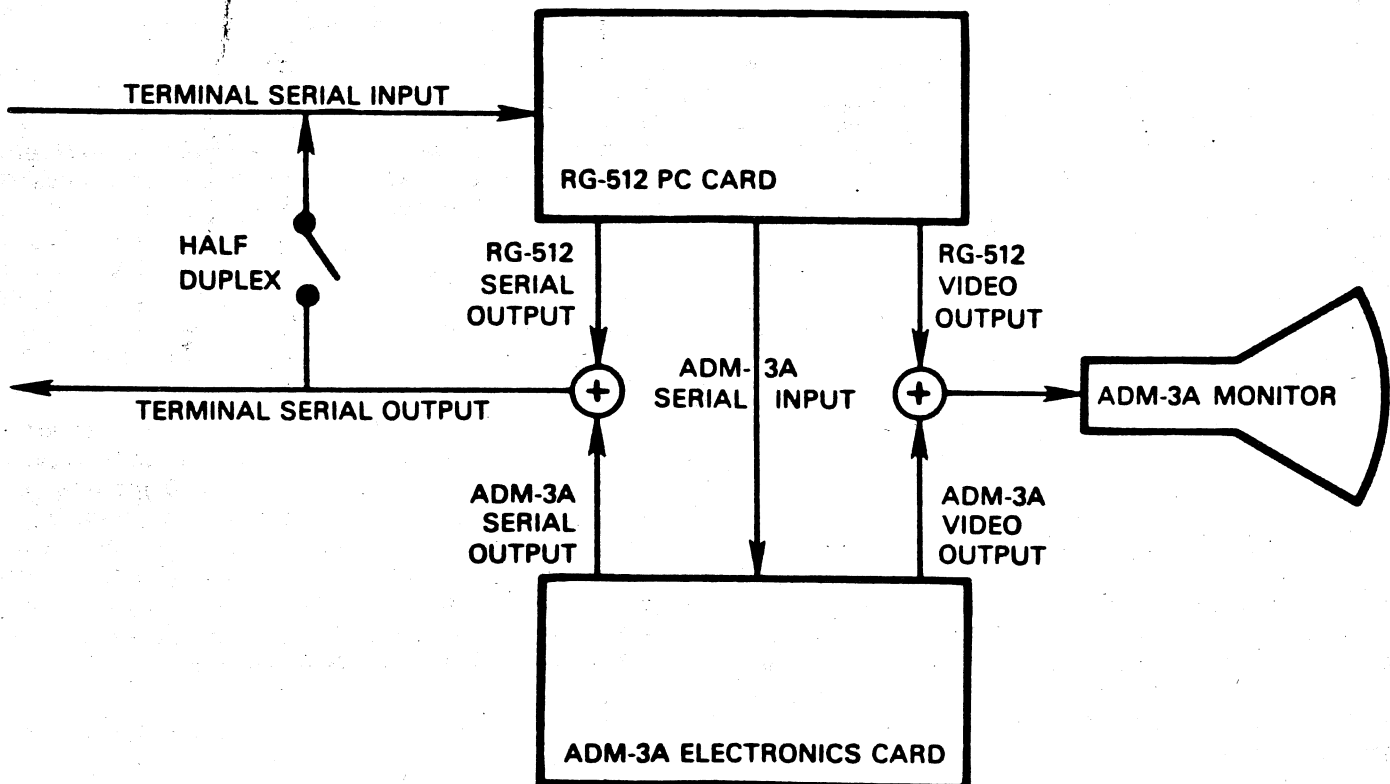 TERMINAL SERIAL INPUT
RG-512 PC CARD
HALF
DUPLEX
RG-512
SERIAL
OUTPUT
RG-512
VIDEO
OUTPUT
ADM-3A
SERIAL INPUT
ADM-3A MONITOR
TERMINAL SERIAL OUTPUT
ADM-3A
SERIAL
OUTPUT
ADM-3A
VIDEO
OUTPUT
ADM-3A ELECTRONICS CARD